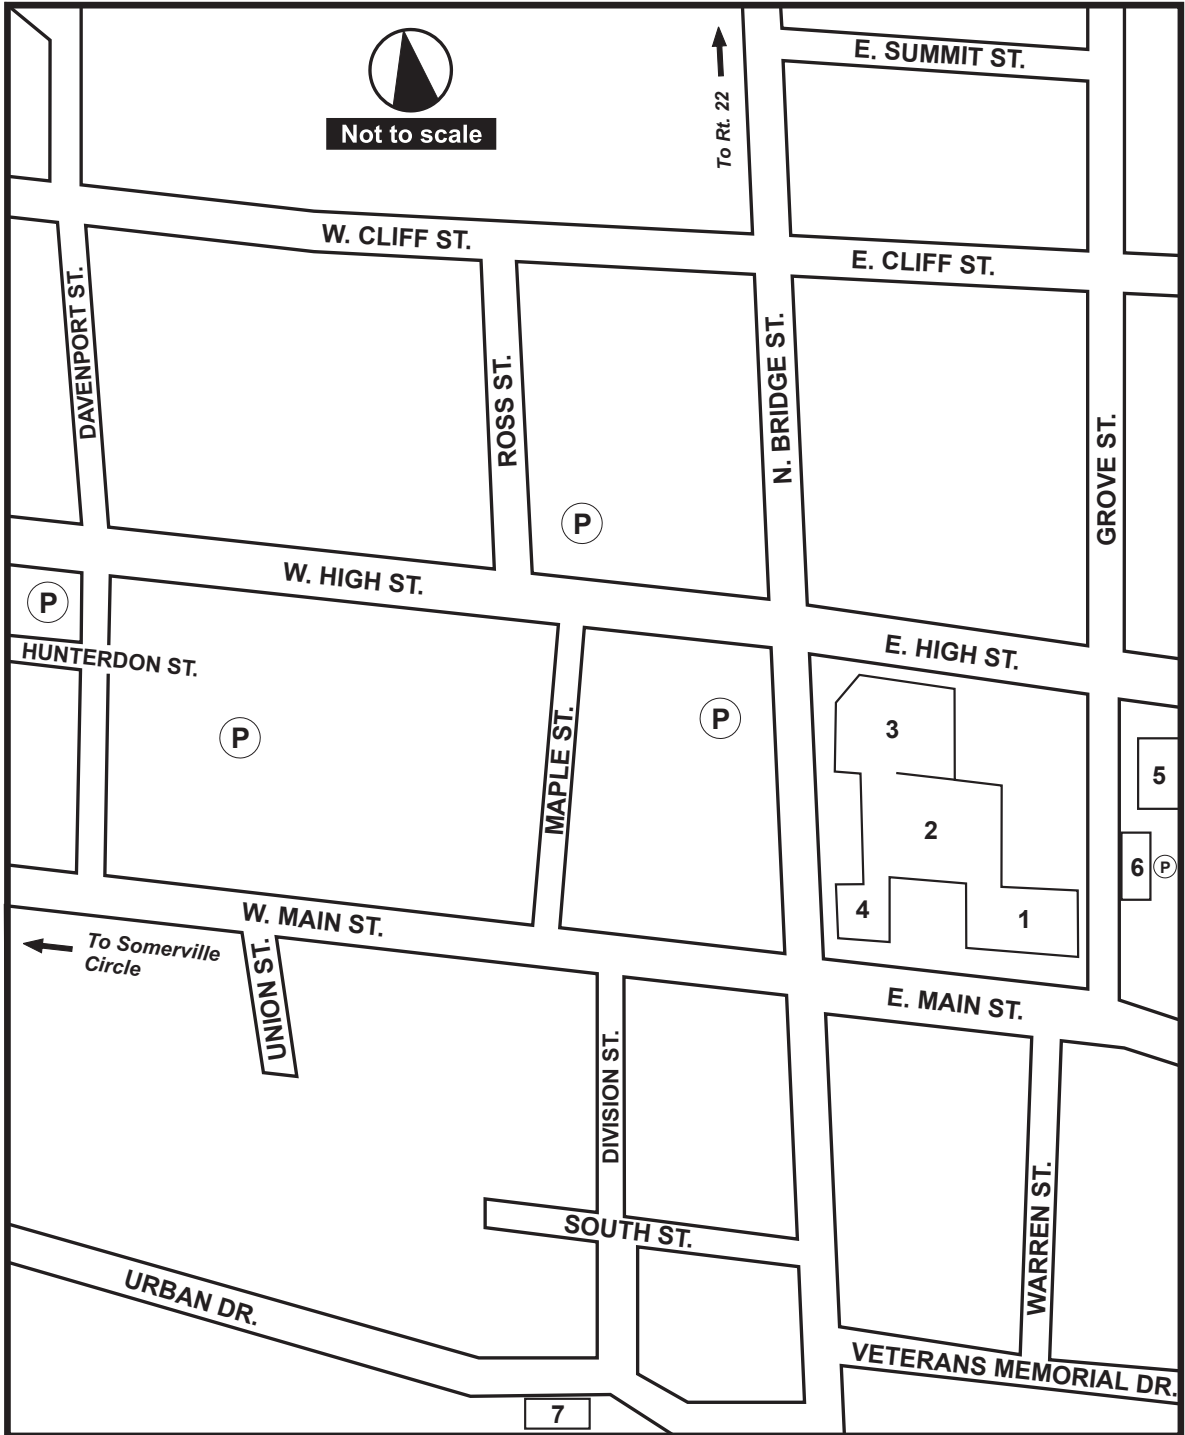 E. SUMMIT ST.
To Rt. 22
Not to scale
W. CLIFF ST.
E. CLIFF ST.
DAVENPORT ST.
ROSS ST.
N. BRIDGE ST.
GROVE ST.
P
W. HIGH ST.
P
HUNTERDON ST.
E. HIGH ST.
P
MAPLE ST.
P
3
5
2
6
P
4
1
W. MAIN ST.
To Somerville
Circle
UNION ST.
E. MAIN ST.
DIVISION ST.
SOUTH ST.
WARREN ST.
URBAN DR.
VETERANS MEMORIAL DR.
7